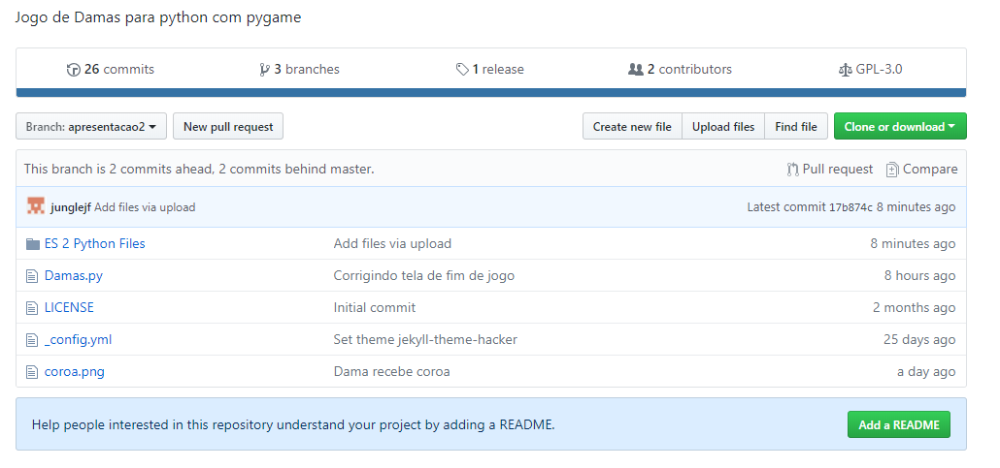 Jogo de Damas para python com pygame
26 commits 3 branches 1 release 2 contributors GPL-3.0
Branch: apresentacao2 New pull request Create new file Upload files Find file Clone or download
This branch is 2 commits ahead, 2 commits behind master. Pull request Compare
junglejf Add files via upload Latest commit 17b874c 8 minutes ago
ES 2 Python Files Add files via upload 8 minutes ago
Damas.py Corrigindo tela de fim de jogo 8 hours ago
LICENSE Initial commit 2 months ago
_config.yml Set theme jekyll-theme-hacker 25 days ago
coroa.png Dama recebe coroa a day ago
Help people interested in this repository understand your project by adding a README. Add a README